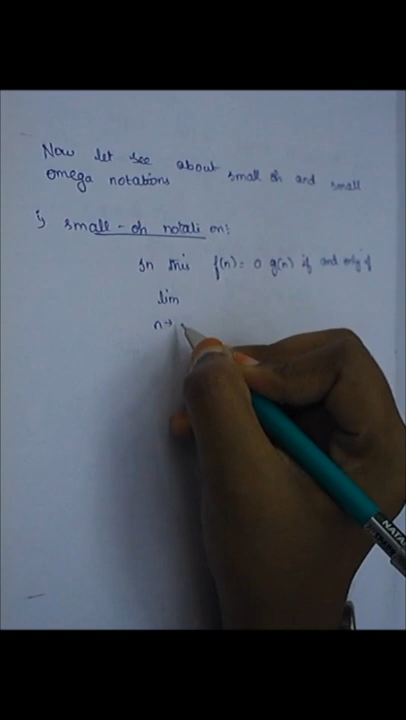 Now let see about small oh and small
omega notations
i) small-oh notation:
In this f(n) = o g(n) if and only if
lim
n→
NATA